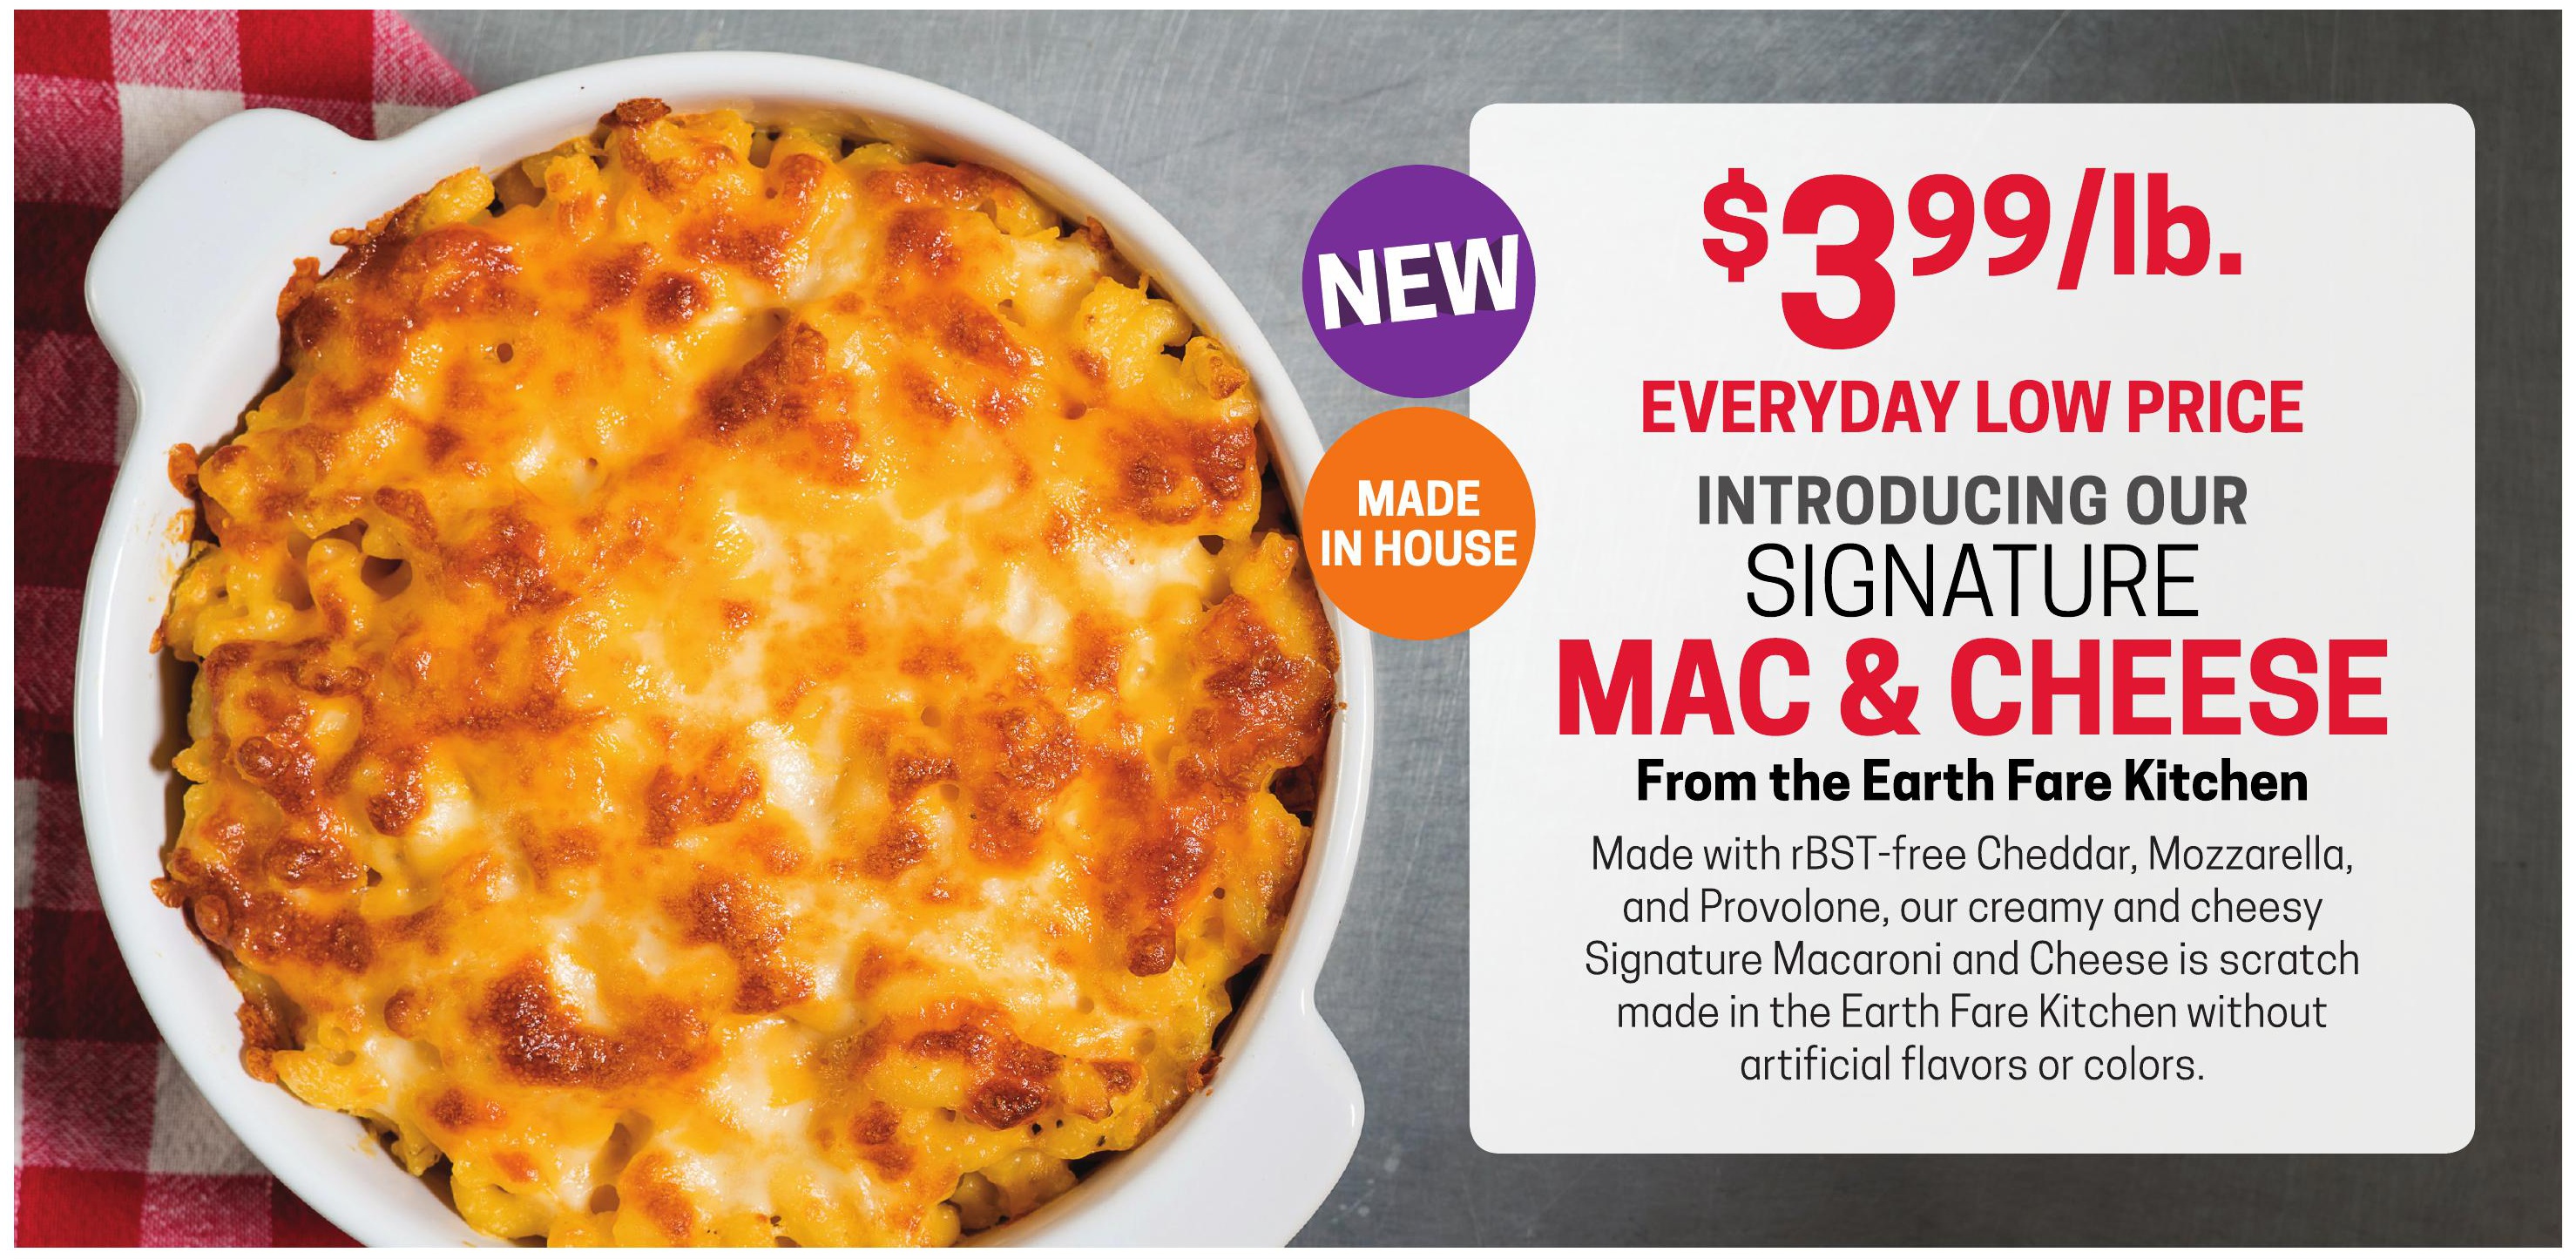 NEW
MADE
IN HOUSE
$3 99/lb.
EVERYDAY LOW PRICE
INTRODUCING OUR
SIGNATURE
MAC & CHEESE
From the Earth Fare Kitchen
Made with rBST-free Cheddar, Mozzarella,
and Provolone, our creamy and cheesy
Signature Macaroni and Cheese is scratch
made in the Earth Fare Kitchen without
artificial flavors or colors.